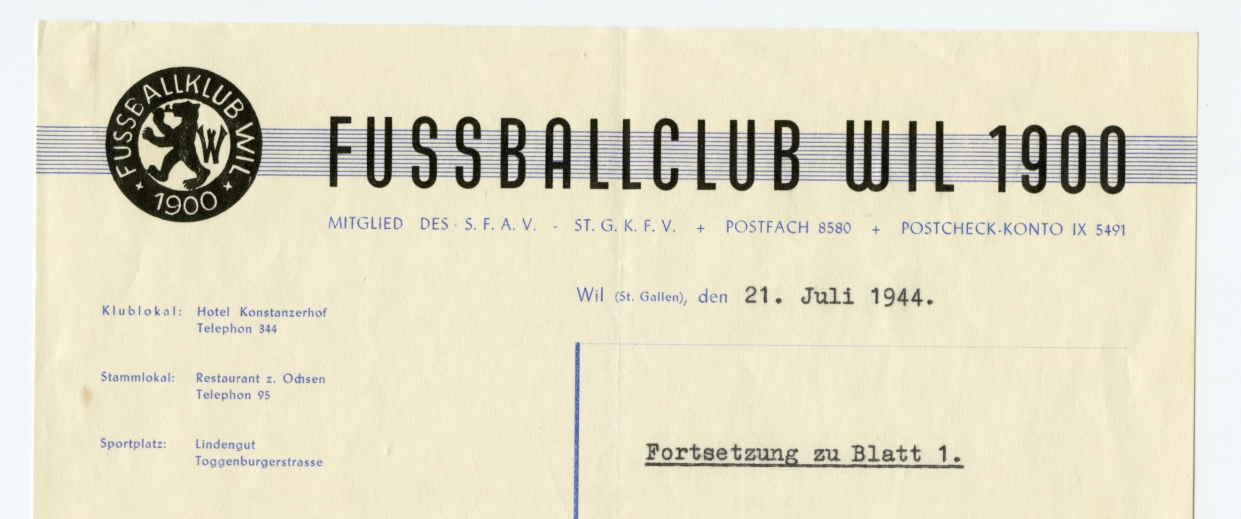 FUSSBALLKLUB WIL
W
1900
FUSSBALLCLUB WIL 1900
MITGLIED DES S. F. A. V. - ST. G. K. F. V. + POSTFACH 8580 + POSTCHECK-KONTO IX 5491
Wil (St. Gallen), den 21. Juli 1944.
Klublokal: Hotel Konstanzerhof
Telephon 344
Stammlokal: Restaurant z. Ochsen
Telephon 95
Sportplatz: Lindengut
Toggenburgerstrasse
Fortsetzung zu Blatt 1.